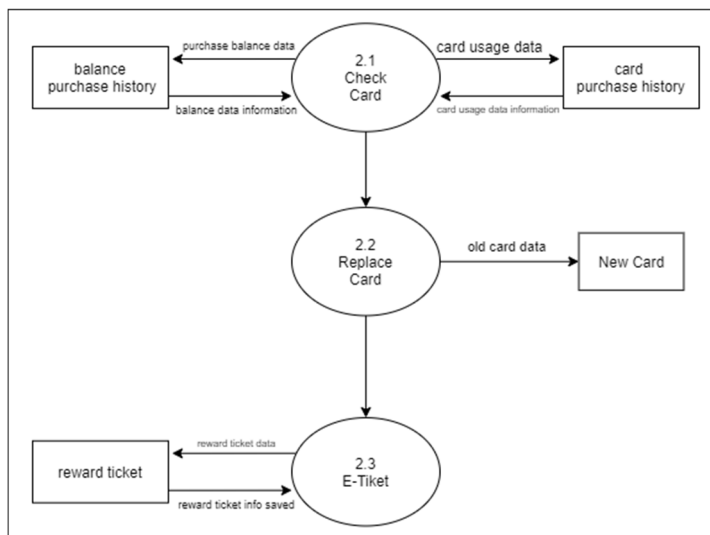 purchase balance data
balance
purchase history
balance data information
2.1
Check
Card
card usage data
card
purchase history
card usage data information
2.2
Replace
Card
old card data
New Card
reward ticket data
reward ticket
reward ticket info saved
2.3
E-Tiket